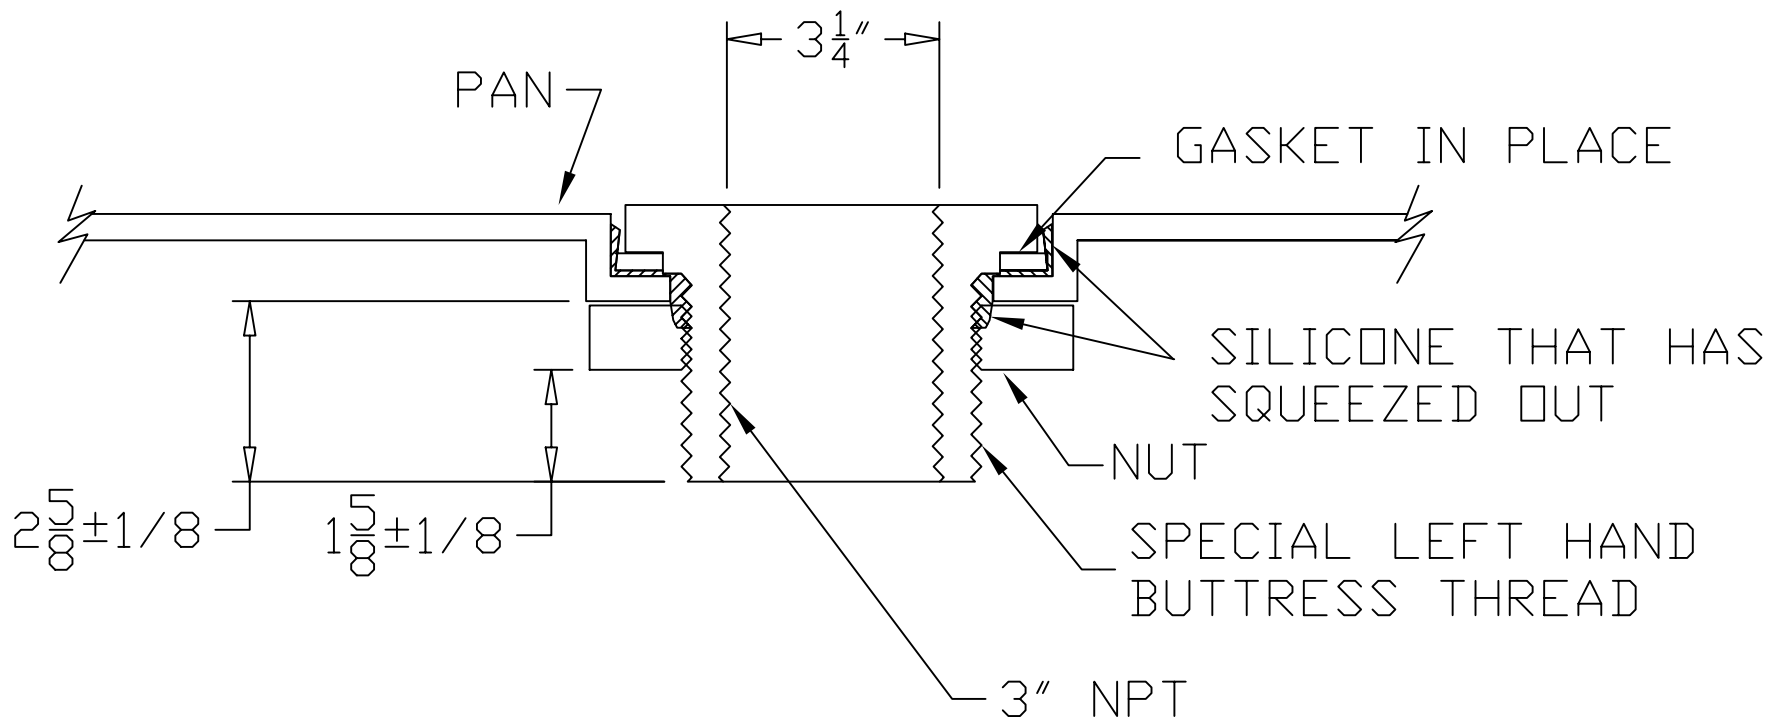 3 1/4"
PAN
GASKET IN PLACE
SILICONE THAT HAS
SQUEEZED OUT
NUT
2 5/8±1/8
1 5/8±1/8
SPECIAL LEFT HAND
BUTTRESS THREAD
3" NPT